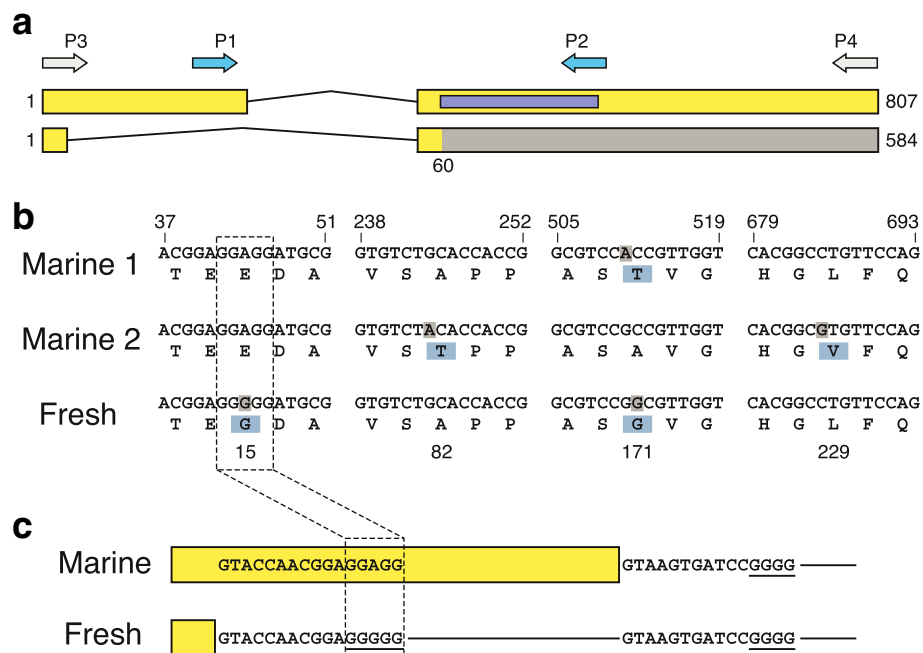 a
P3 P1 P2 P4
1 807
1 584
60
b
37 51 238 252 505 519 679 693
Marine 1 ACGGAGGAGGATGCG GTGTCTGCACCACCG GCGTCCACCGTTGGT CACGGCCTGTTCCAG
T E E D A V S A P P A S T V G H G L F Q
Marine 2 ACGGAGGAGGATGCG GTGTCTACACCACCG GCGTCCGCCGTTGGT CACGGCGTGTTCCAG
T E E D A V S T P P A S A V G H G V F Q
Fresh ACGGAGGGGGATGCG GTGTCTGCACCACCG GCGTCCGGCGTTGGT CACGGCCTGTTCCAG
T E G D A V S A P P A S G V G H G L F Q
15 82 171 229
c
Marine GTACCAACGGAGGAGG GTAAGTGATCCGGGG
Fresh GTACCAACGGAGGGGG GTAAGTGATCCGGGG